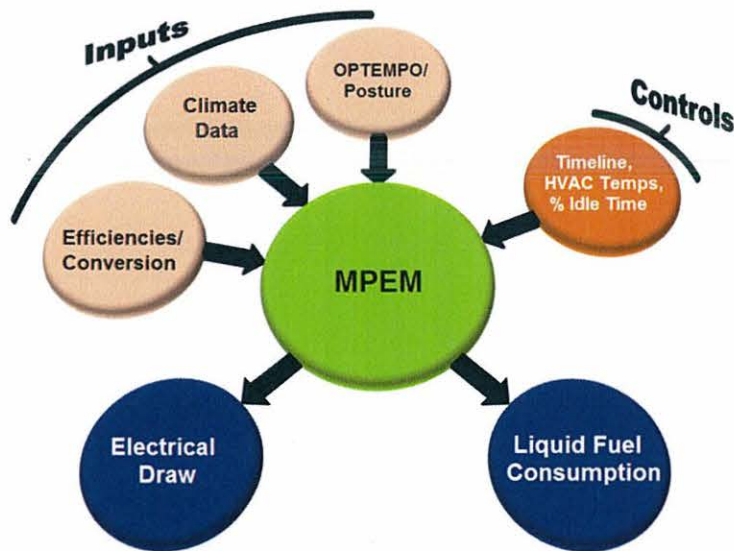 Inputs
OPTEMPO/
Posture
Climate
Data
Controls
Timeline,
HVAC Temps,
% Idle Time
Efficiencies/
Conversion
MPEM
Electrical
Draw
Liquid Fuel
Consumption